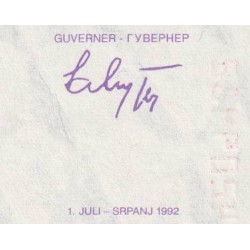 GUVERNER - ГУВЕРНЕР
1. JULI – SRPANJ 1992